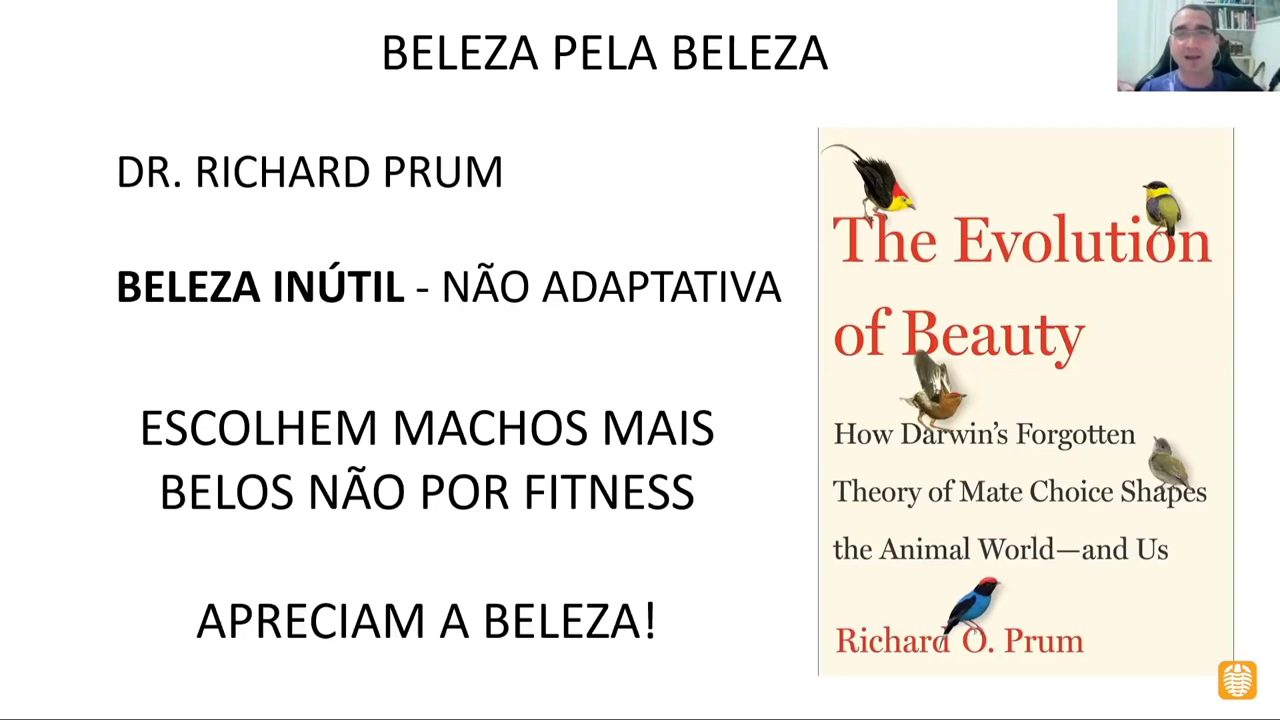 BELEZA PELA BELEZA
DR. RICHARD PRUM
BELEZA INÚTIL - NÃO ADAPTATIVA
ESCOLHEM MACHOS MAIS
BELOS NÃO POR FITNESS
APRECIAM A BELEZA!
The Evolution
of Beauty
How Darwin's Forgotten
Theory of Mate Choice Shapes
the Animal World—and Us
Richard O. Prum